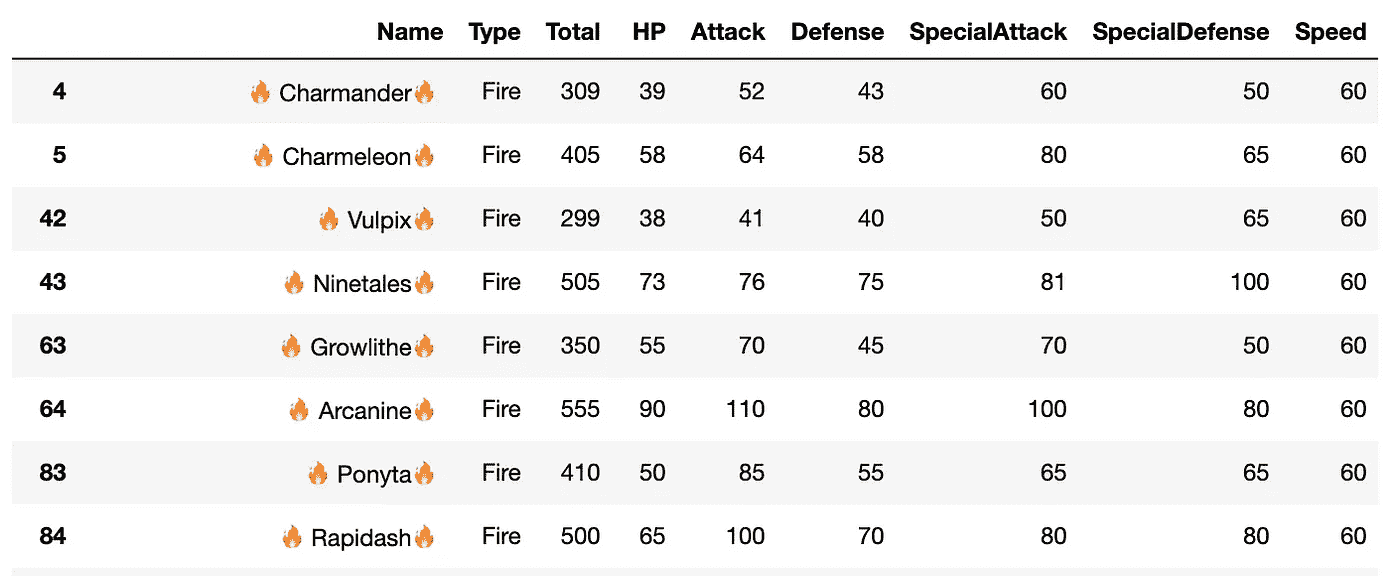 Name Type Total HP Attack Defense SpecialAttack SpecialDefense Speed
4 🔥 Charmander🔥 Fire 309 39 52 43 60 50 60
5 🔥 Charmeleon🔥 Fire 405 58 64 58 80 65 60
42 🔥 Vulpix🔥 Fire 299 38 41 40 50 65 60
43 🔥 Ninetales🔥 Fire 505 73 76 75 81 100 60
63 🔥 Growlithe🔥 Fire 350 55 70 45 70 50 60
64 🔥 Arcanine🔥 Fire 555 90 110 80 100 80 60
83 🔥 Ponyta🔥 Fire 410 50 85 55 65 65 60
84 🔥 Rapidash🔥 Fire 500 65 100 70 80 80 60